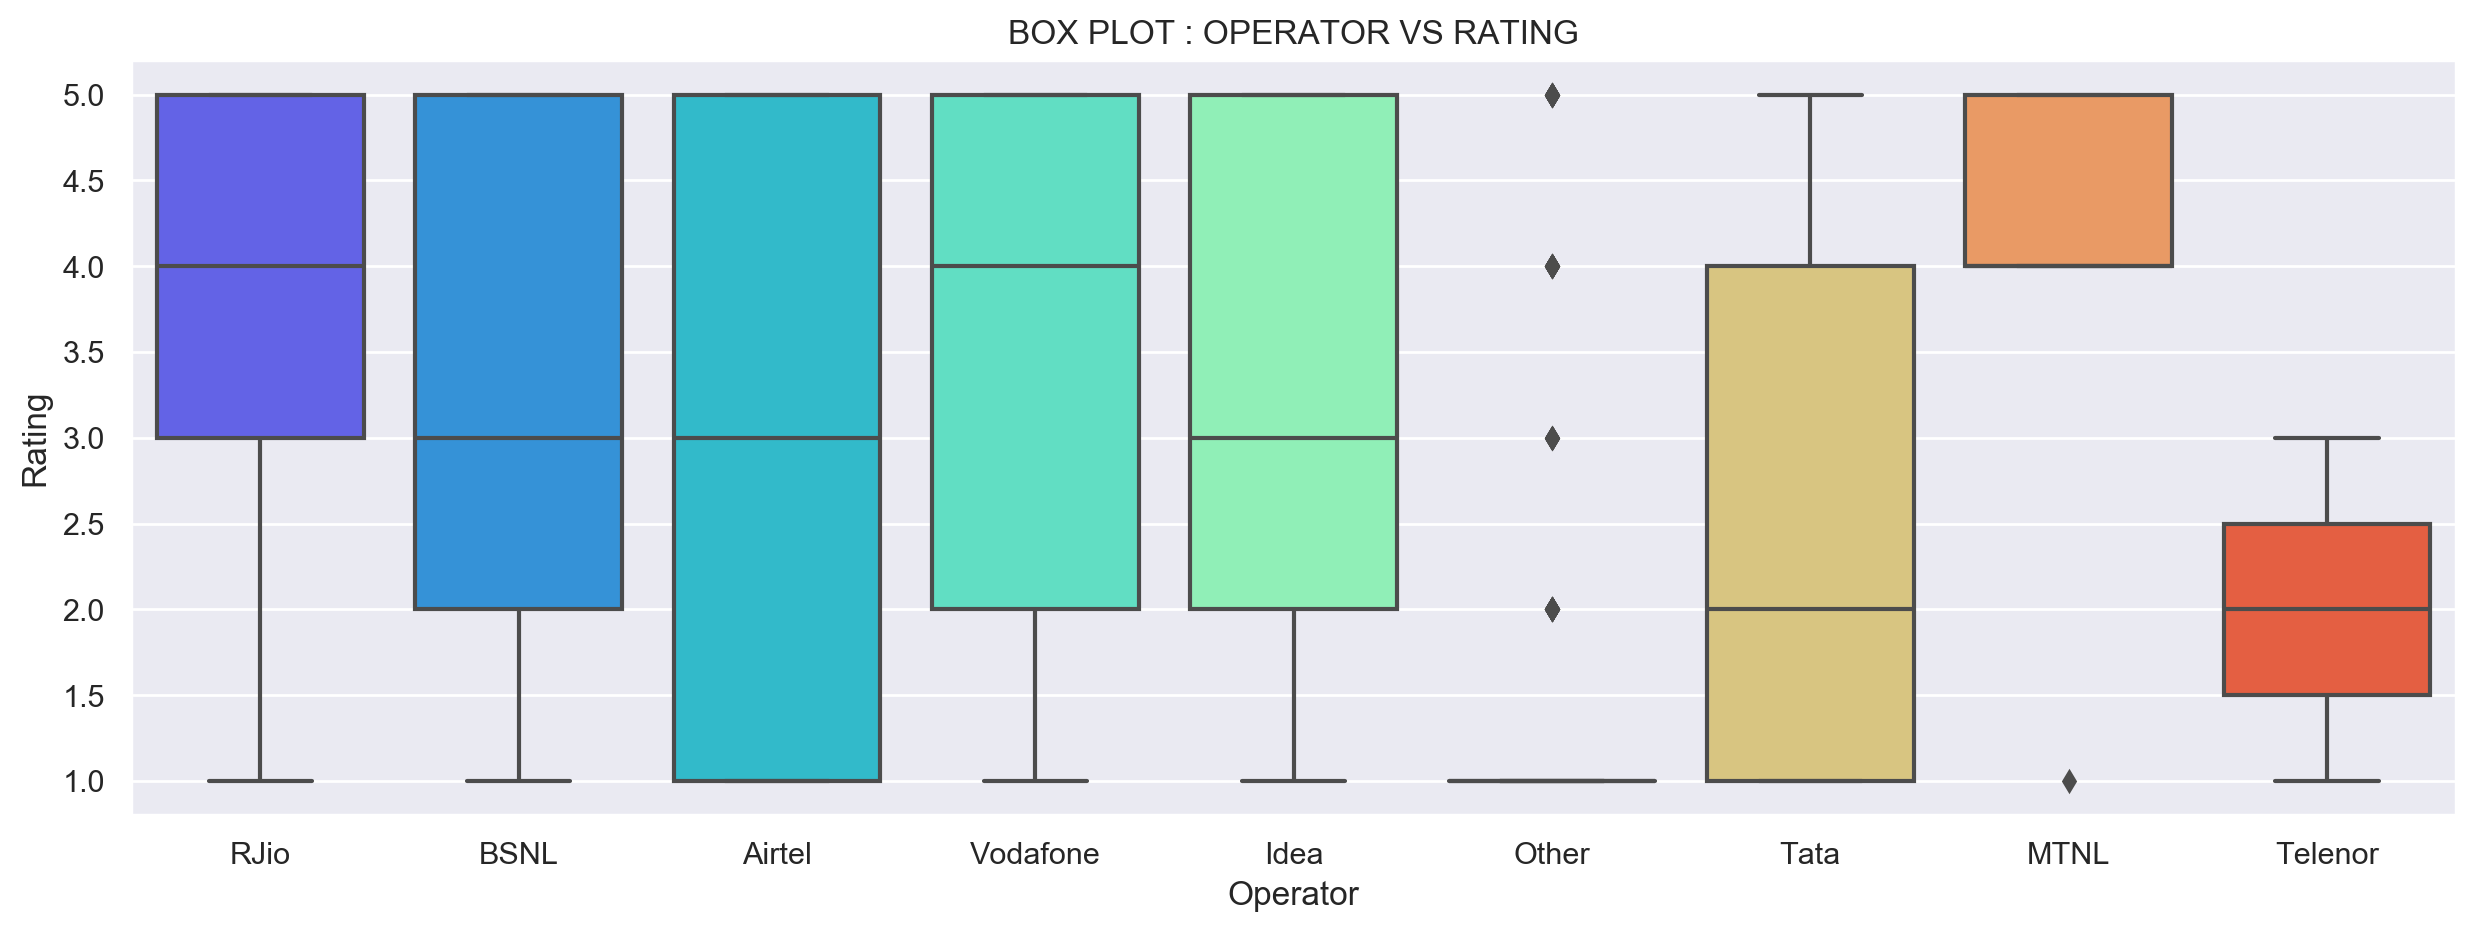 BOX PLOT : OPERATOR VS RATING
5.0
4.5
4.0
3.5
3.0
2.5
2.0
1.5
1.0
Rating
RJio BSNL Airtel Vodafone Idea Other Tata MTNL Telenor
Operator